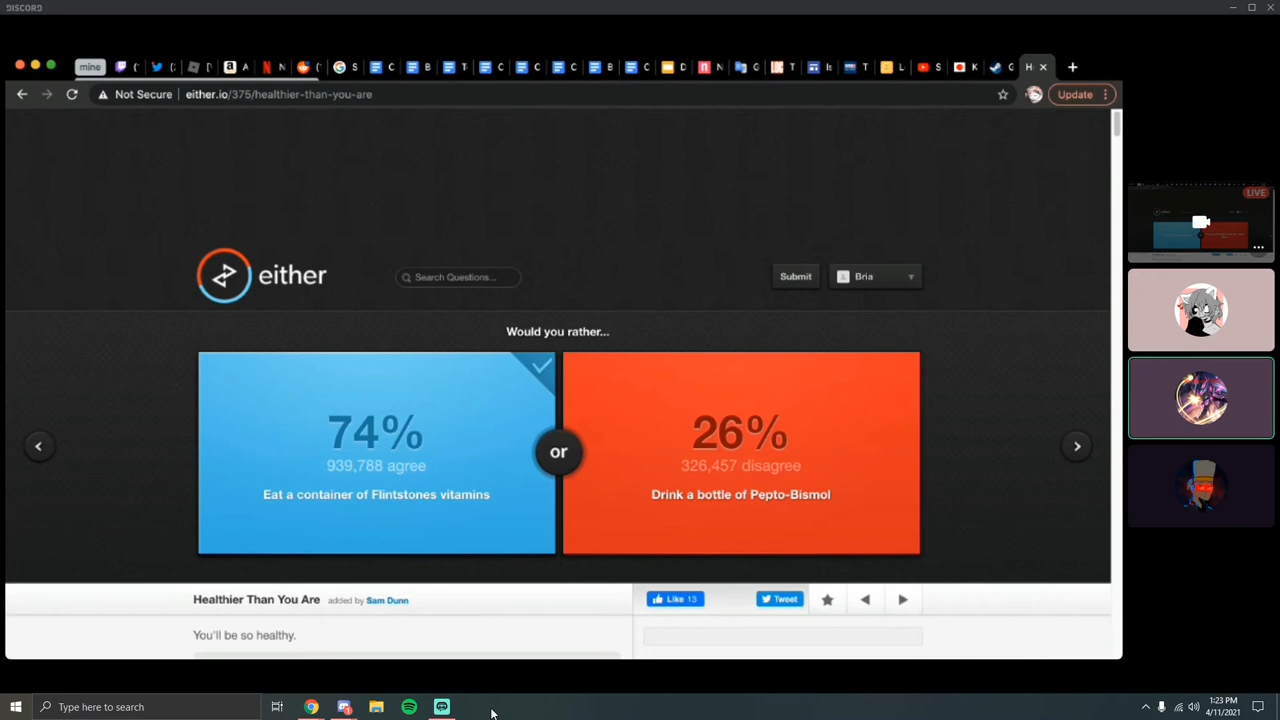 DISCORD
mine
Not Secure
either.io/375/healthier-than-you-are
Update
LIVE
either
Search Questions...
Submit
Bria
Would you rather...
74%
939,788 agree
Eat a container of Flintstones vitamins
or
26%
326,457 disagree
Drink a bottle of Pepto-Bismol
Healthier Than You Are added by Sam Dunn
Like 13
Tweet
You'll be so healthy.
Type here to search
1:23 PM
4/11/2021